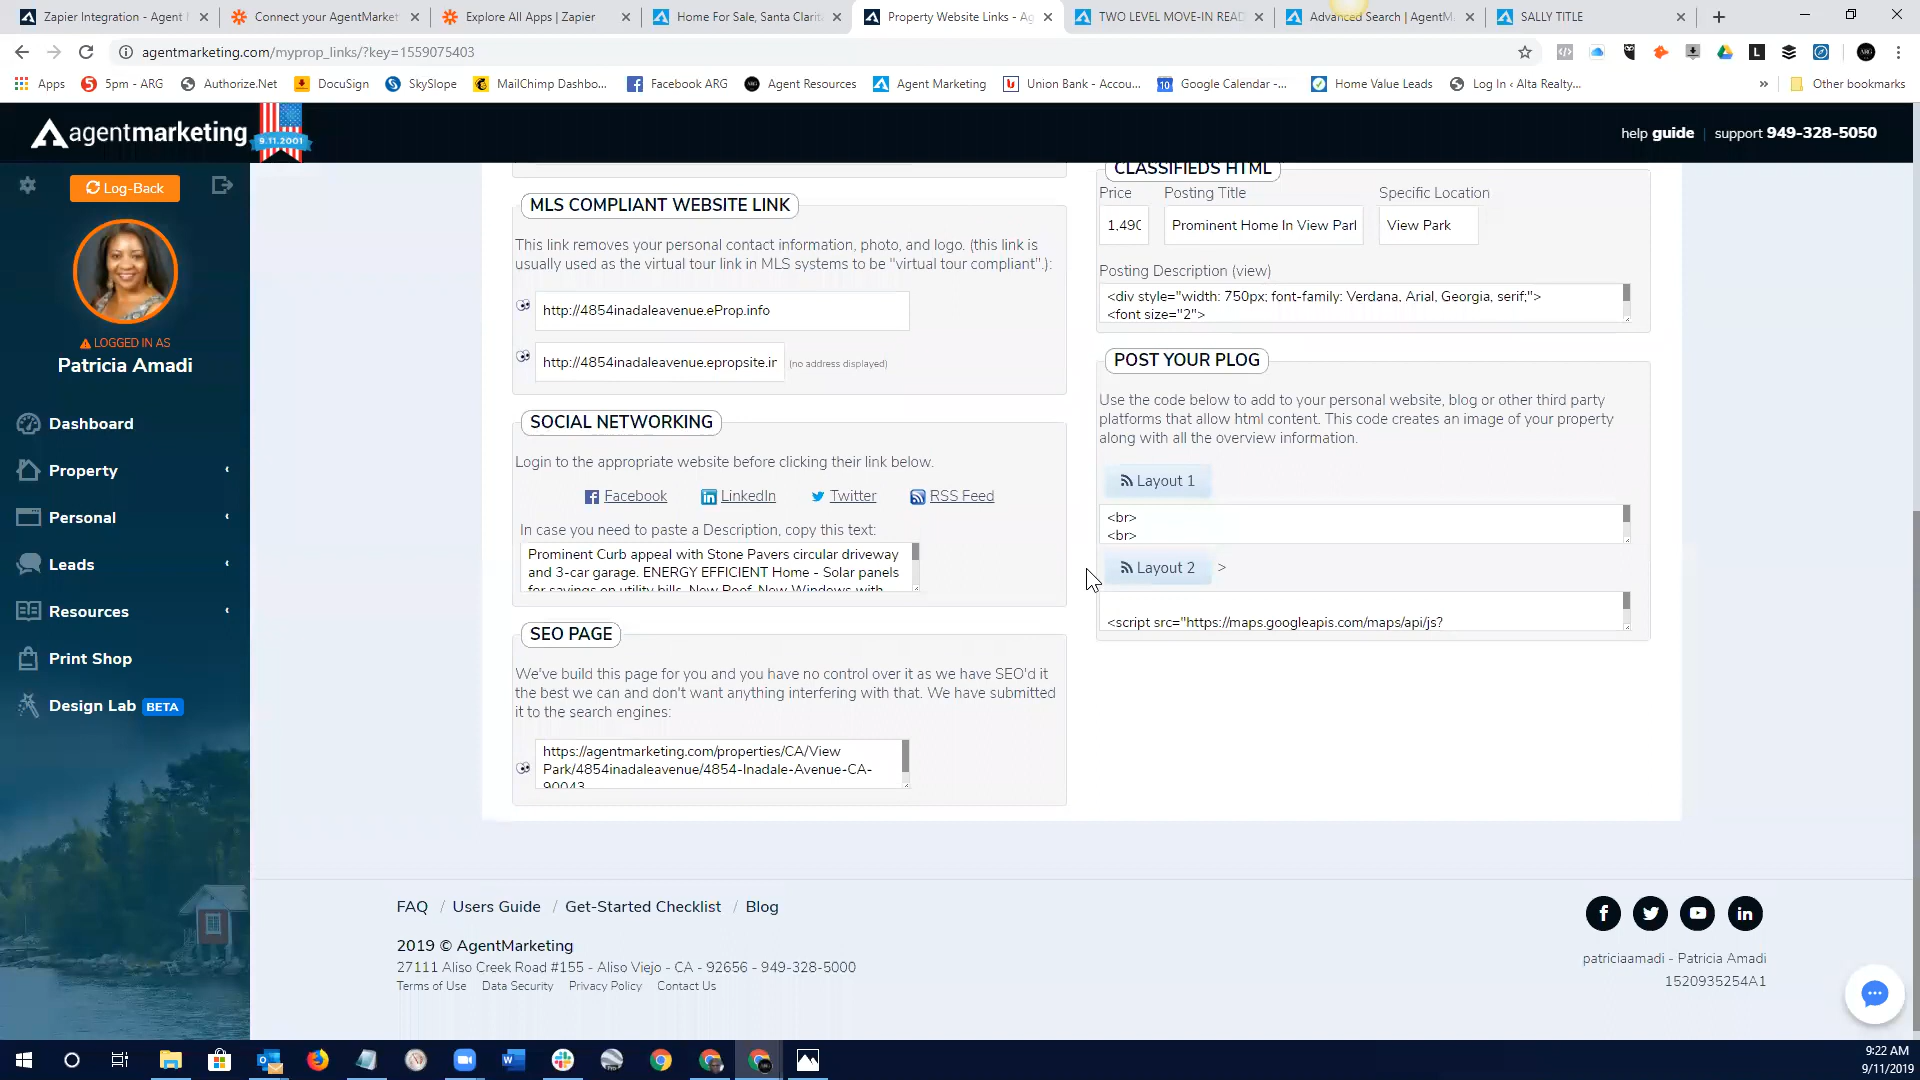 Zapier Integration - Agent
Connect your AgentMarket
Explore All Apps | Zapier
Home For Sale, Santa Clarit
Property Website Links - Ag
TWO LEVEL MOVE-IN READ
Advanced Search | AgentM
SALLY TITLE
agentmarketing.com/myprop_links/?key=1559075403
Apps
5pm - ARG
Authorize.Net
DocuSign
SkySlope
MailChimp Dashbo...
Facebook ARG
Agent Resources
Agent Marketing
Union Bank - Accou...
Google Calendar -...
Home Value Leads
Log In ‹ Alta Realty...
»
Other bookmarks
agentmarketing
9.11.2001
help guide | support 949-328-5050
Log-Back
LOGGED IN AS
Patricia Amadi
Dashboard
Property
Personal
Leads
Resources
Print Shop
Design Lab BETA
MLS COMPLIANT WEBSITE LINK
This link removes your personal contact information, photo, and logo. (this link is
usually used as the virtual tour link in MLS systems to be "virtual tour compliant".):
http://4854inadaleavenue.eProp.info
http://4854inadaleavenue.epropsite.ir (no address displayed)
SOCIAL NETWORKING
Login to the appropriate website before clicking their link below.
Facebook LinkedIn Twitter RSS Feed
In case you need to paste a Description, copy this text:
Prominent Curb appeal with Stone Pavers circular driveway
and 3-car garage. ENERGY EFFICIENT Home - Solar panels
for savings on utility bills, New Roof, New Windows with
SEO PAGE
We've build this page for you and you have no control over it as we have SEO'd it
the best we can and don't want anything interfering with that. We have submitted
it to the search engines:
https://agentmarketing.com/properties/CA/View
Park/4854inadaleavenue/4854-Inadale-Avenue-CA-
90043
CLASSIFIEDS HTML
Price Posting Title Specific Location
1,490 Prominent Home In View Parl View Park
Posting Description (view)
<div style="width: 750px; font-family: Verdana, Arial, Georgia, serif;">
<font size="2">
POST YOUR PLOG
Use the code below to add to your personal website, blog or other third party
platforms that allow html content. This code creates an image of your property
along with all the overview information.
Layout 1
<br>
<br>
Layout 2 >
<script src="https://maps.googleapis.com/maps/api/js?
FAQ / Users Guide / Get-Started Checklist / Blog
2019 © AgentMarketing
27111 Aliso Creek Road #155 - Aliso Viejo - CA - 92656 - 949-328-5000
Terms of Use Data Security Privacy Policy Contact Us
patriciaamadi - Patricia Amadi
1520935254A1
9:22 AM
9/11/2019